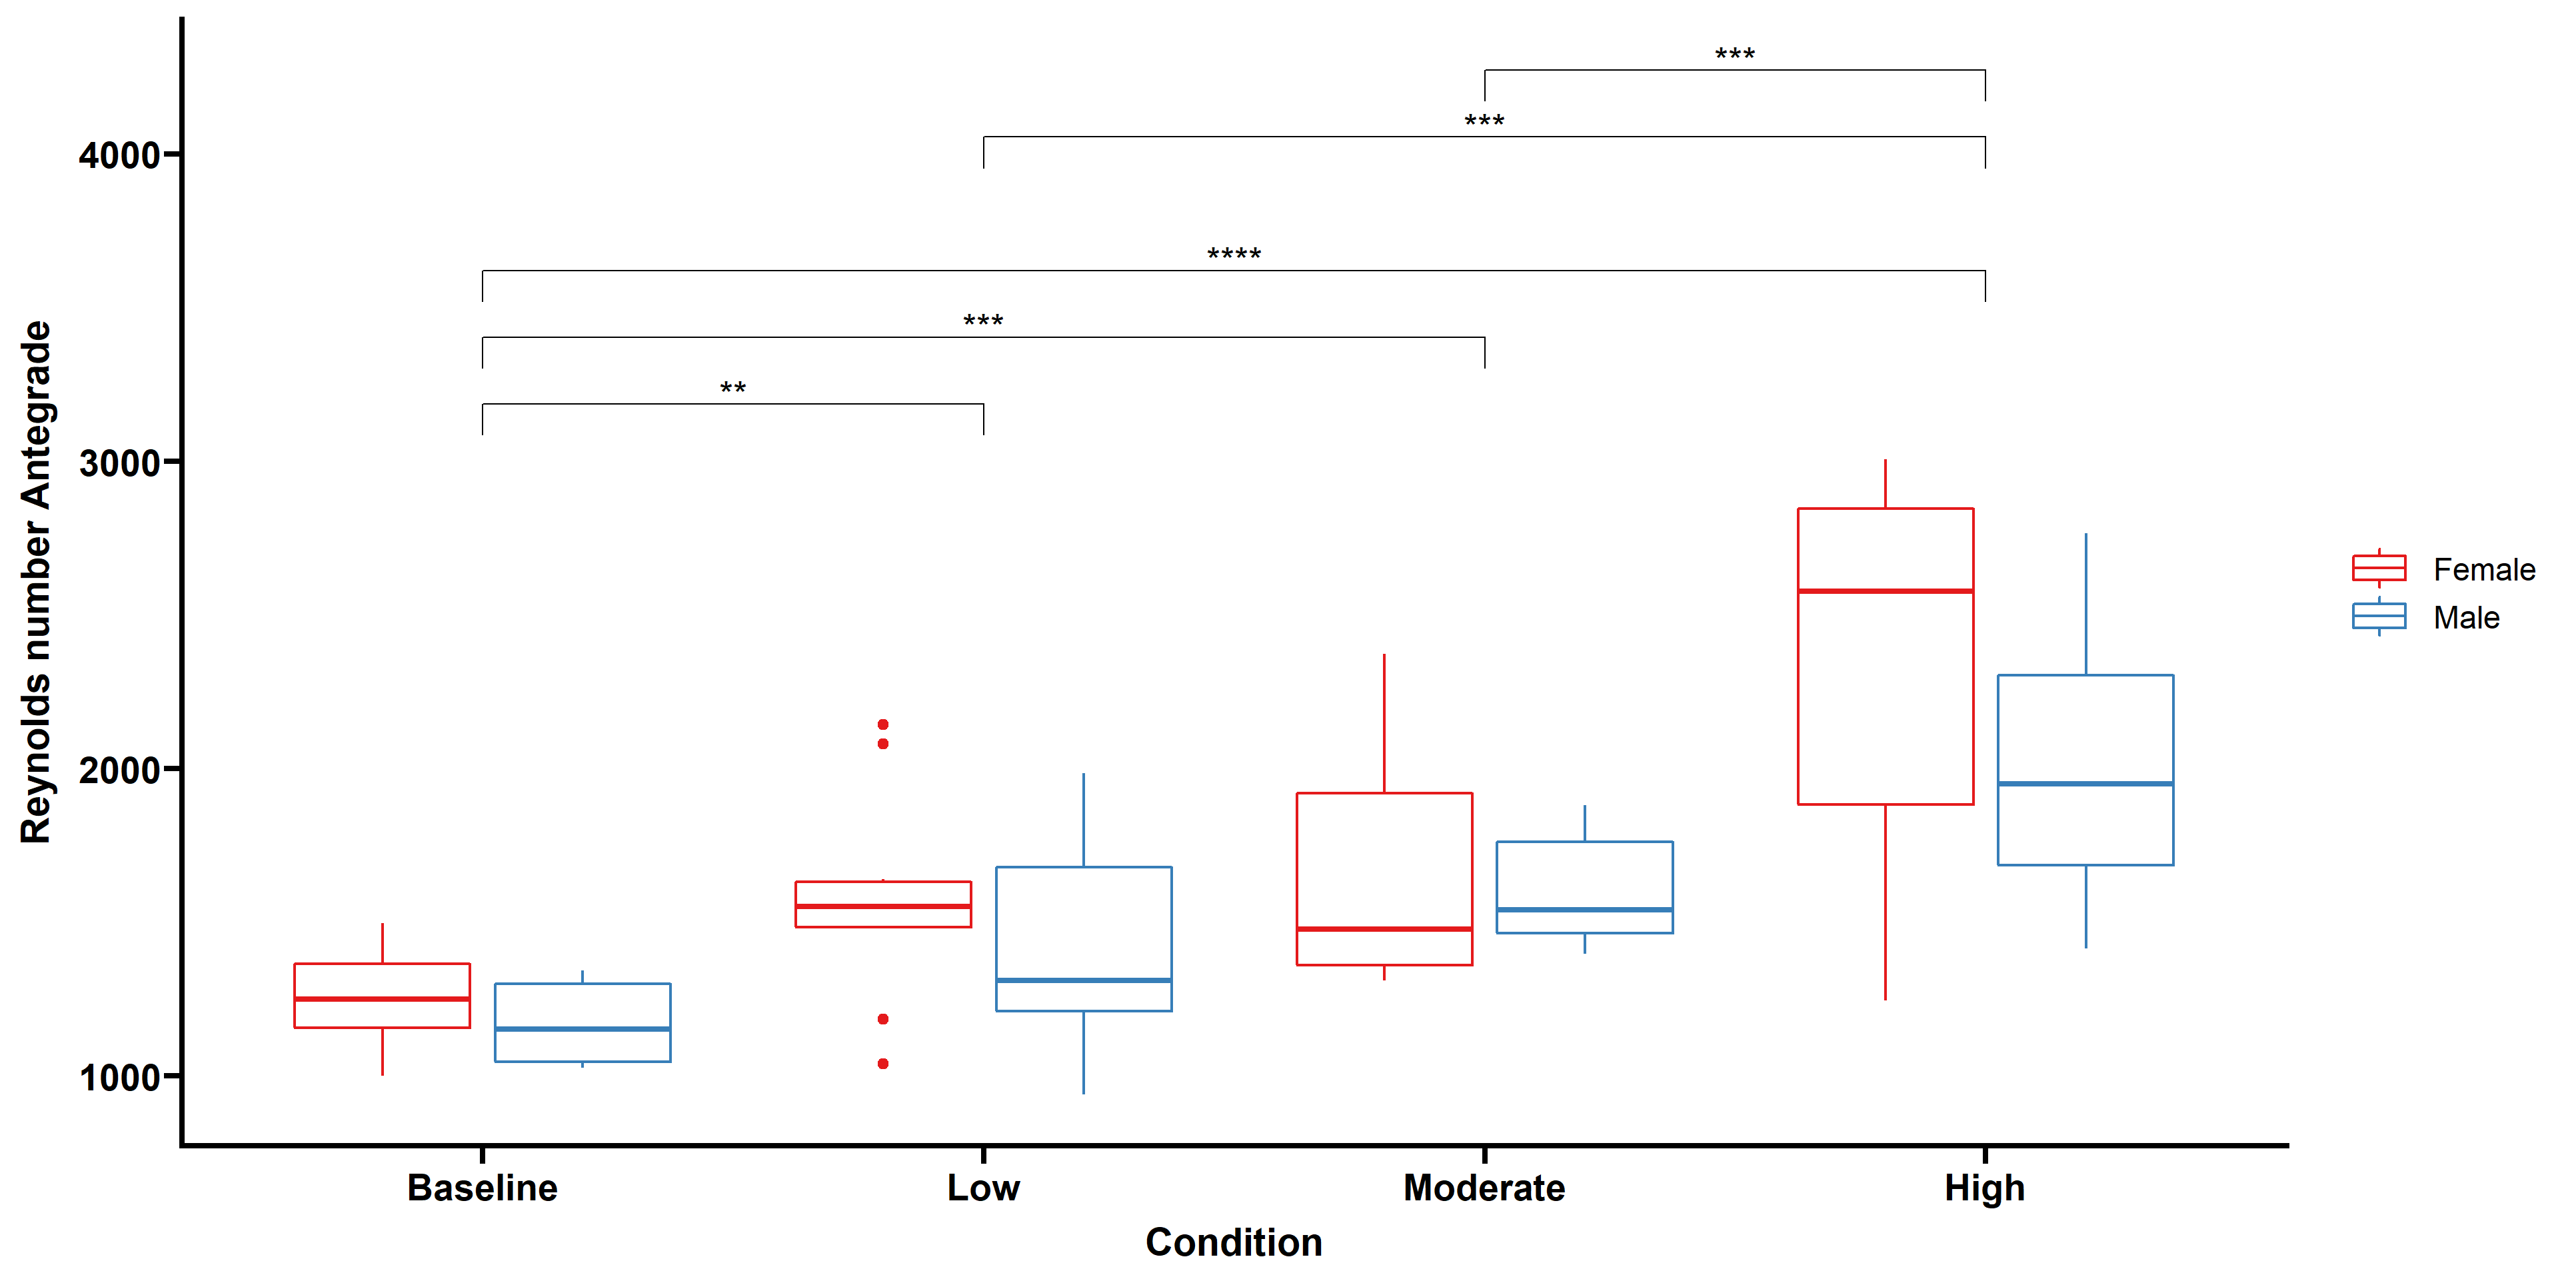 ***
***
4000
****
***
**
3000
2000
1000
Reynolds number Antegrade
Female
Male
Baseline
Low
Moderate
High
Condition